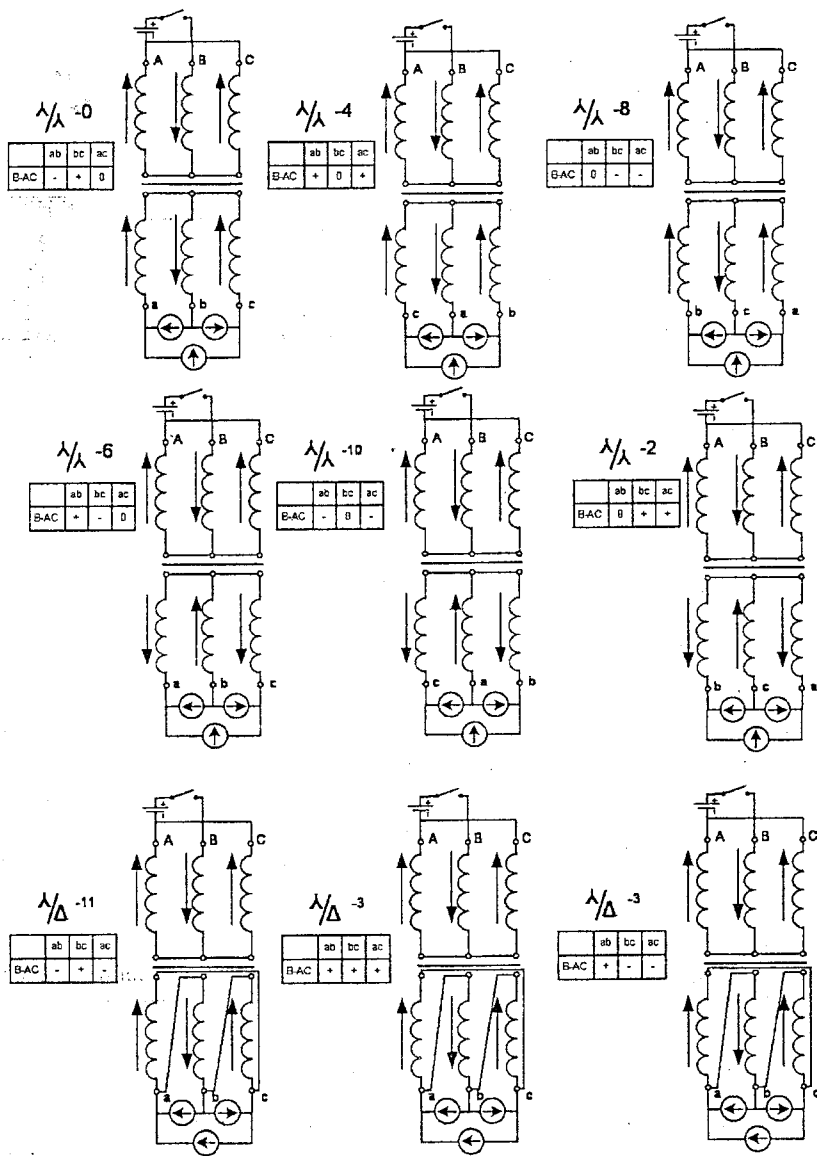 A B C
⅄/⅄ -0
ab bc ac
B-AC - + 0
a b c
A B C
⅄/⅄ -4
ab bc ac
B-AC + 0 +
c a b
A B C
⅄/⅄ -8
ab bc ac
B-AC 0 - -
b c a
A B C
⅄/⅄ -6
ab bc ac
B-AC + - 0
a b c
A B C
⅄/⅄ -10
ab bc ac
B-AC - 0 -
c a b
A B C
⅄/⅄ -2
ab bc ac
B-AC 0 + +
b c a
A B C
⅄/Δ -11
ab bc ac
B-AC - + -
a b c
A B C
⅄/Δ -3
ab bc ac
B-AC + + +
a b c
A B C
⅄/Δ -3
ab bc ac
B-AC + - -
a b c